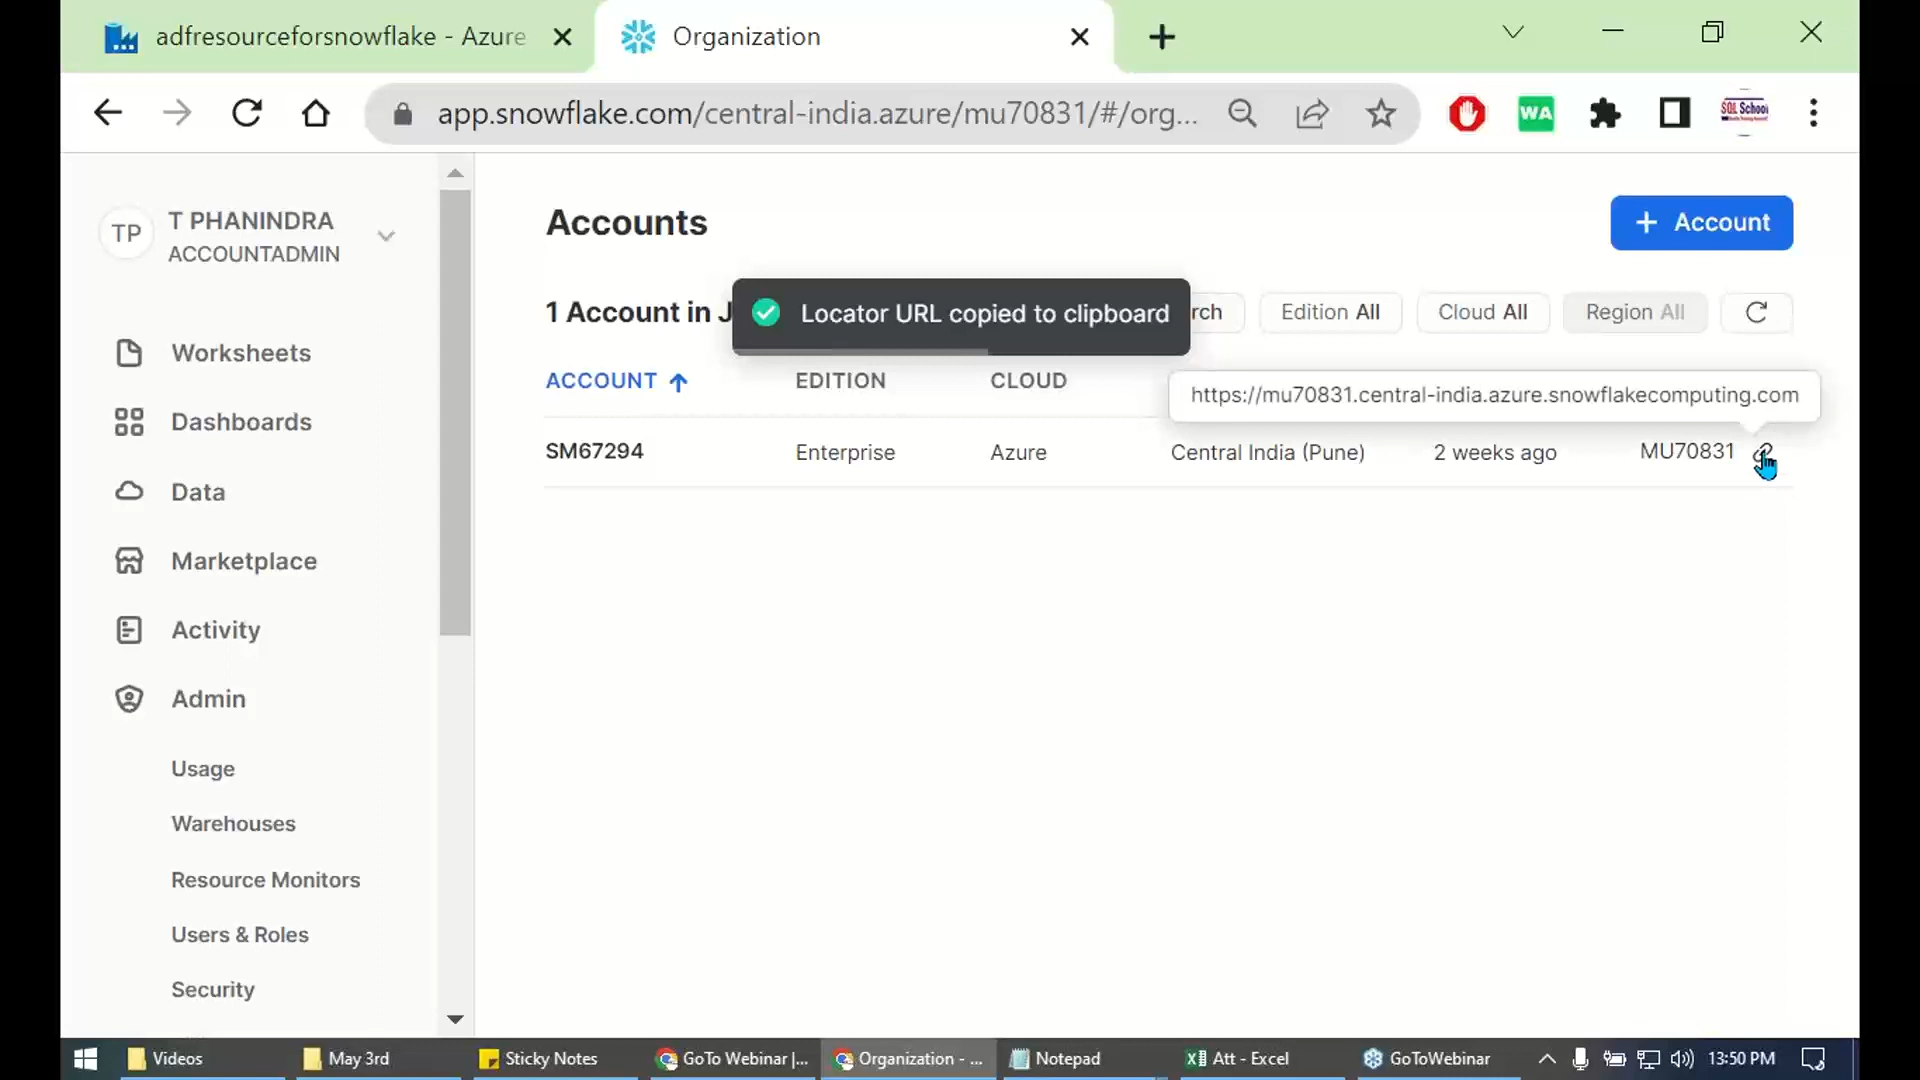 adfresourceforsnowflake - Azure
Organization
app.snowflake.com/central-india.azure/mu70831/#/org...
WA
SQL School
TP
T PHANINDRA
ACCOUNTADMIN
Worksheets
Dashboards
Data
Marketplace
Activity
Admin
Usage
Warehouses
Resource Monitors
Users & Roles
Security
Accounts
+ Account
1 Account in J
Locator URL copied to clipboard
rch
Edition All
Cloud All
Region All
ACCOUNT
EDITION
CLOUD
https://mu70831.central-india.azure.snowflakecomputing.com
SM67294
Enterprise
Azure
Central India (Pune)
2 weeks ago
MU70831
Videos
May 3rd
Sticky Notes
GoTo Webinar |...
Organization - ...
Notepad
Att - Excel
GoToWebinar
13:50 PM